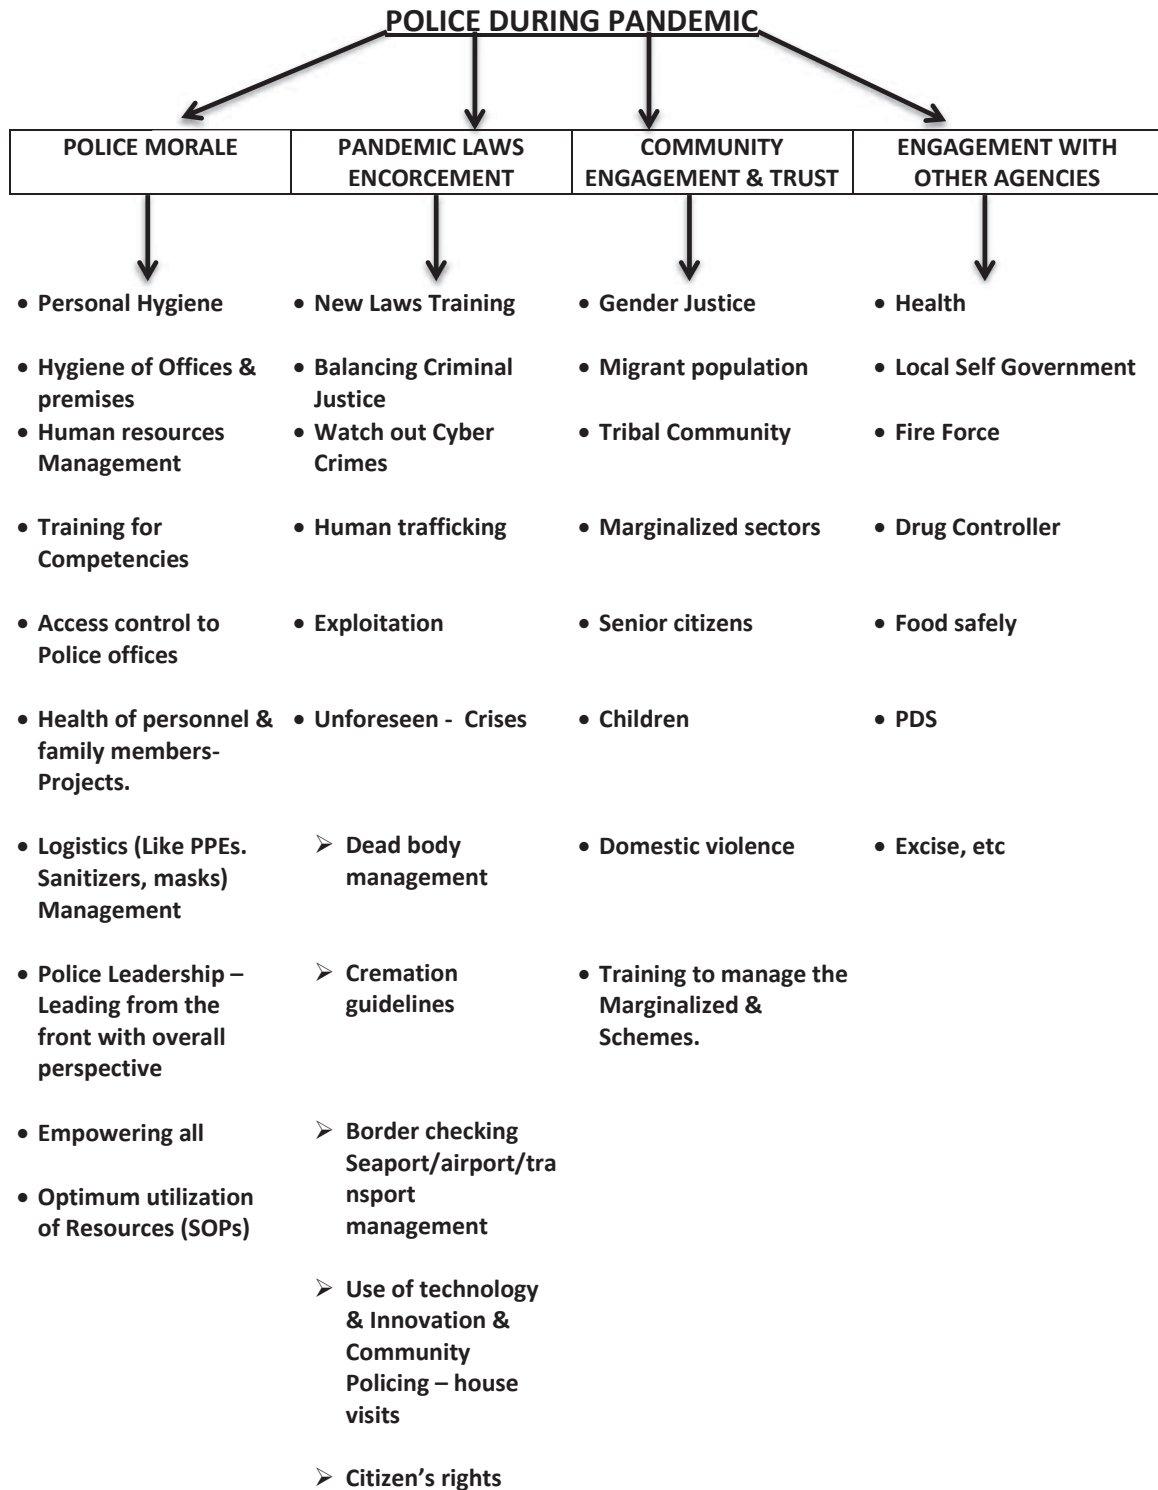 POLICE DURING PANDEMIC
POLICE MORALE
PANDEMIC LAWS
ENCORCEMENT
COMMUNITY
ENGAGEMENT & TRUST
ENGAGEMENT WITH
OTHER AGENCIES
• Personal Hygiene
• Hygiene of Offices &
premises
• Human resources
Management
• Training for
Competencies
• Access control to
Police offices
• Health of personnel &
family members-
Projects.
• Logistics (Like PPEs.
Sanitizers, masks)
Management
• Police Leadership –
Leading from the
front with overall
perspective
• Empowering all
• Optimum utilization
of Resources (SOPs)
• New Laws Training
• Balancing Criminal
Justice
• Watch out Cyber
Crimes
• Human trafficking
• Exploitation
• Unforeseen - Crises
➢ Dead body
management
➢ Cremation
guidelines
➢ Border checking
Seaport/airport/tra
nsport
management
➢ Use of technology
& Innovation &
Community
Policing – house
visits
➢ Citizen’s rights
• Gender Justice
• Migrant population
• Tribal Community
• Marginalized sectors
• Senior citizens
• Children
• Domestic violence
• Training to manage the
Marginalized &
Schemes.
• Health
• Local Self Government
• Fire Force
• Drug Controller
• Food safely
• PDS
• Excise, etc